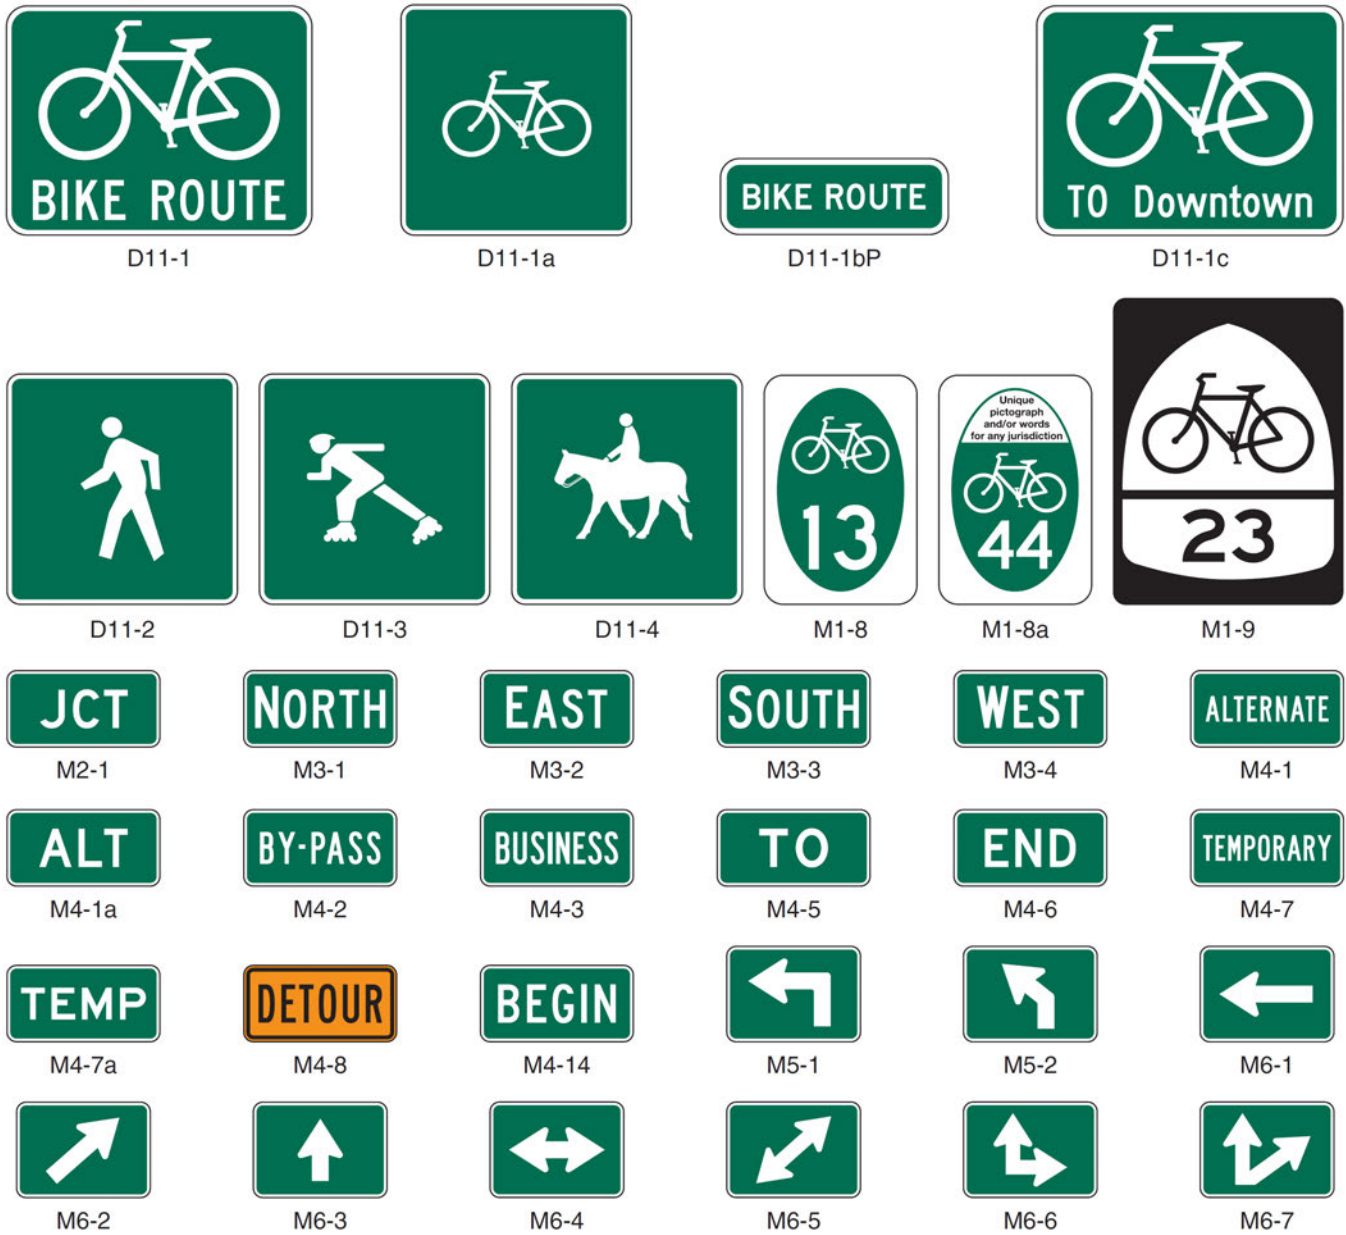 BIKE ROUTE
BIKE ROUTE
TO Downtown
D11-1
D11-1a
D11-1bP
D11-1c
13
Unique
pictograph
and/or words
for any jurisdiction
44
23
D11-2
D11-3
D11-4
M1-8
M1-8a
M1-9
JCT
NORTH
EAST
SOUTH
WEST
ALTERNATE
M2-1
M3-1
M3-2
M3-3
M3-4
M4-1
ALT
BY-PASS
BUSINESS
TO
END
TEMPORARY
M4-1a
M4-2
M4-3
M4-5
M4-6
M4-7
TEMP
DETOUR
BEGIN
M4-7a
M4-8
M4-14
M5-1
M5-2
M6-1
M6-2
M6-3
M6-4
M6-5
M6-6
M6-7